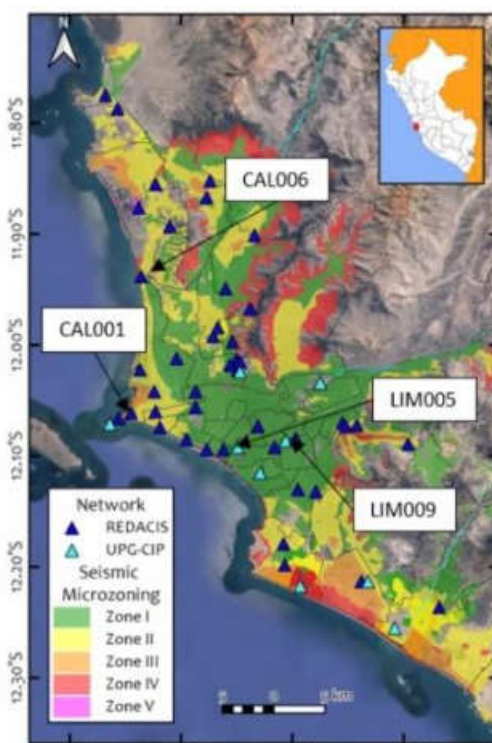 N
11.80°S
CAL006
11.90°S
12.00°S
CAL001
LIM005
12.10°S
LIM009
Network
REDACIS
UPG-CIP
Seismic
Microzoning
Zone I
Zone II
Zone III
Zone IV
Zone V
12.20°S
12.30°S
km